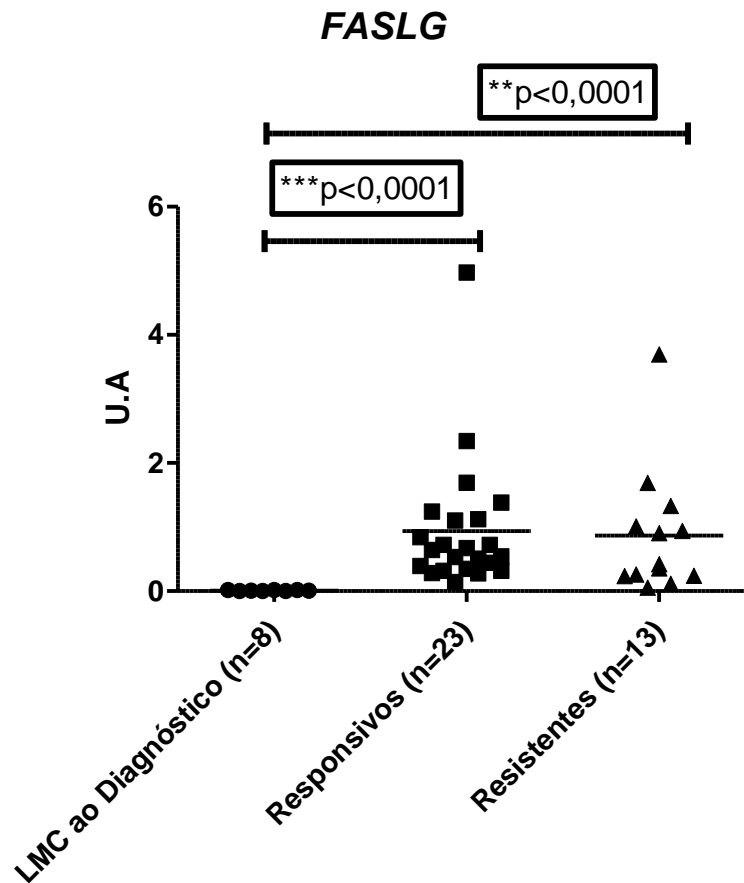 FASLG
**p<0,0001
***p<0,0001
6
4
2
0
U.A
LMC ao Diagnóstico (n=8)
Responsivos (n=23)
Resistentes (n=13)